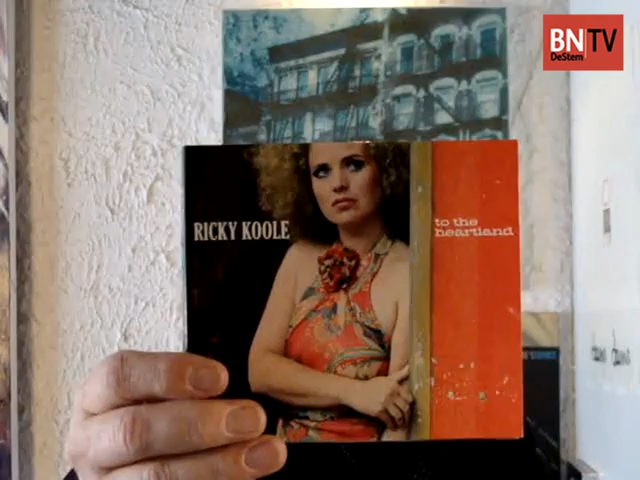 BN TV
DeStem
RICKY KOOLE
to the
heartland